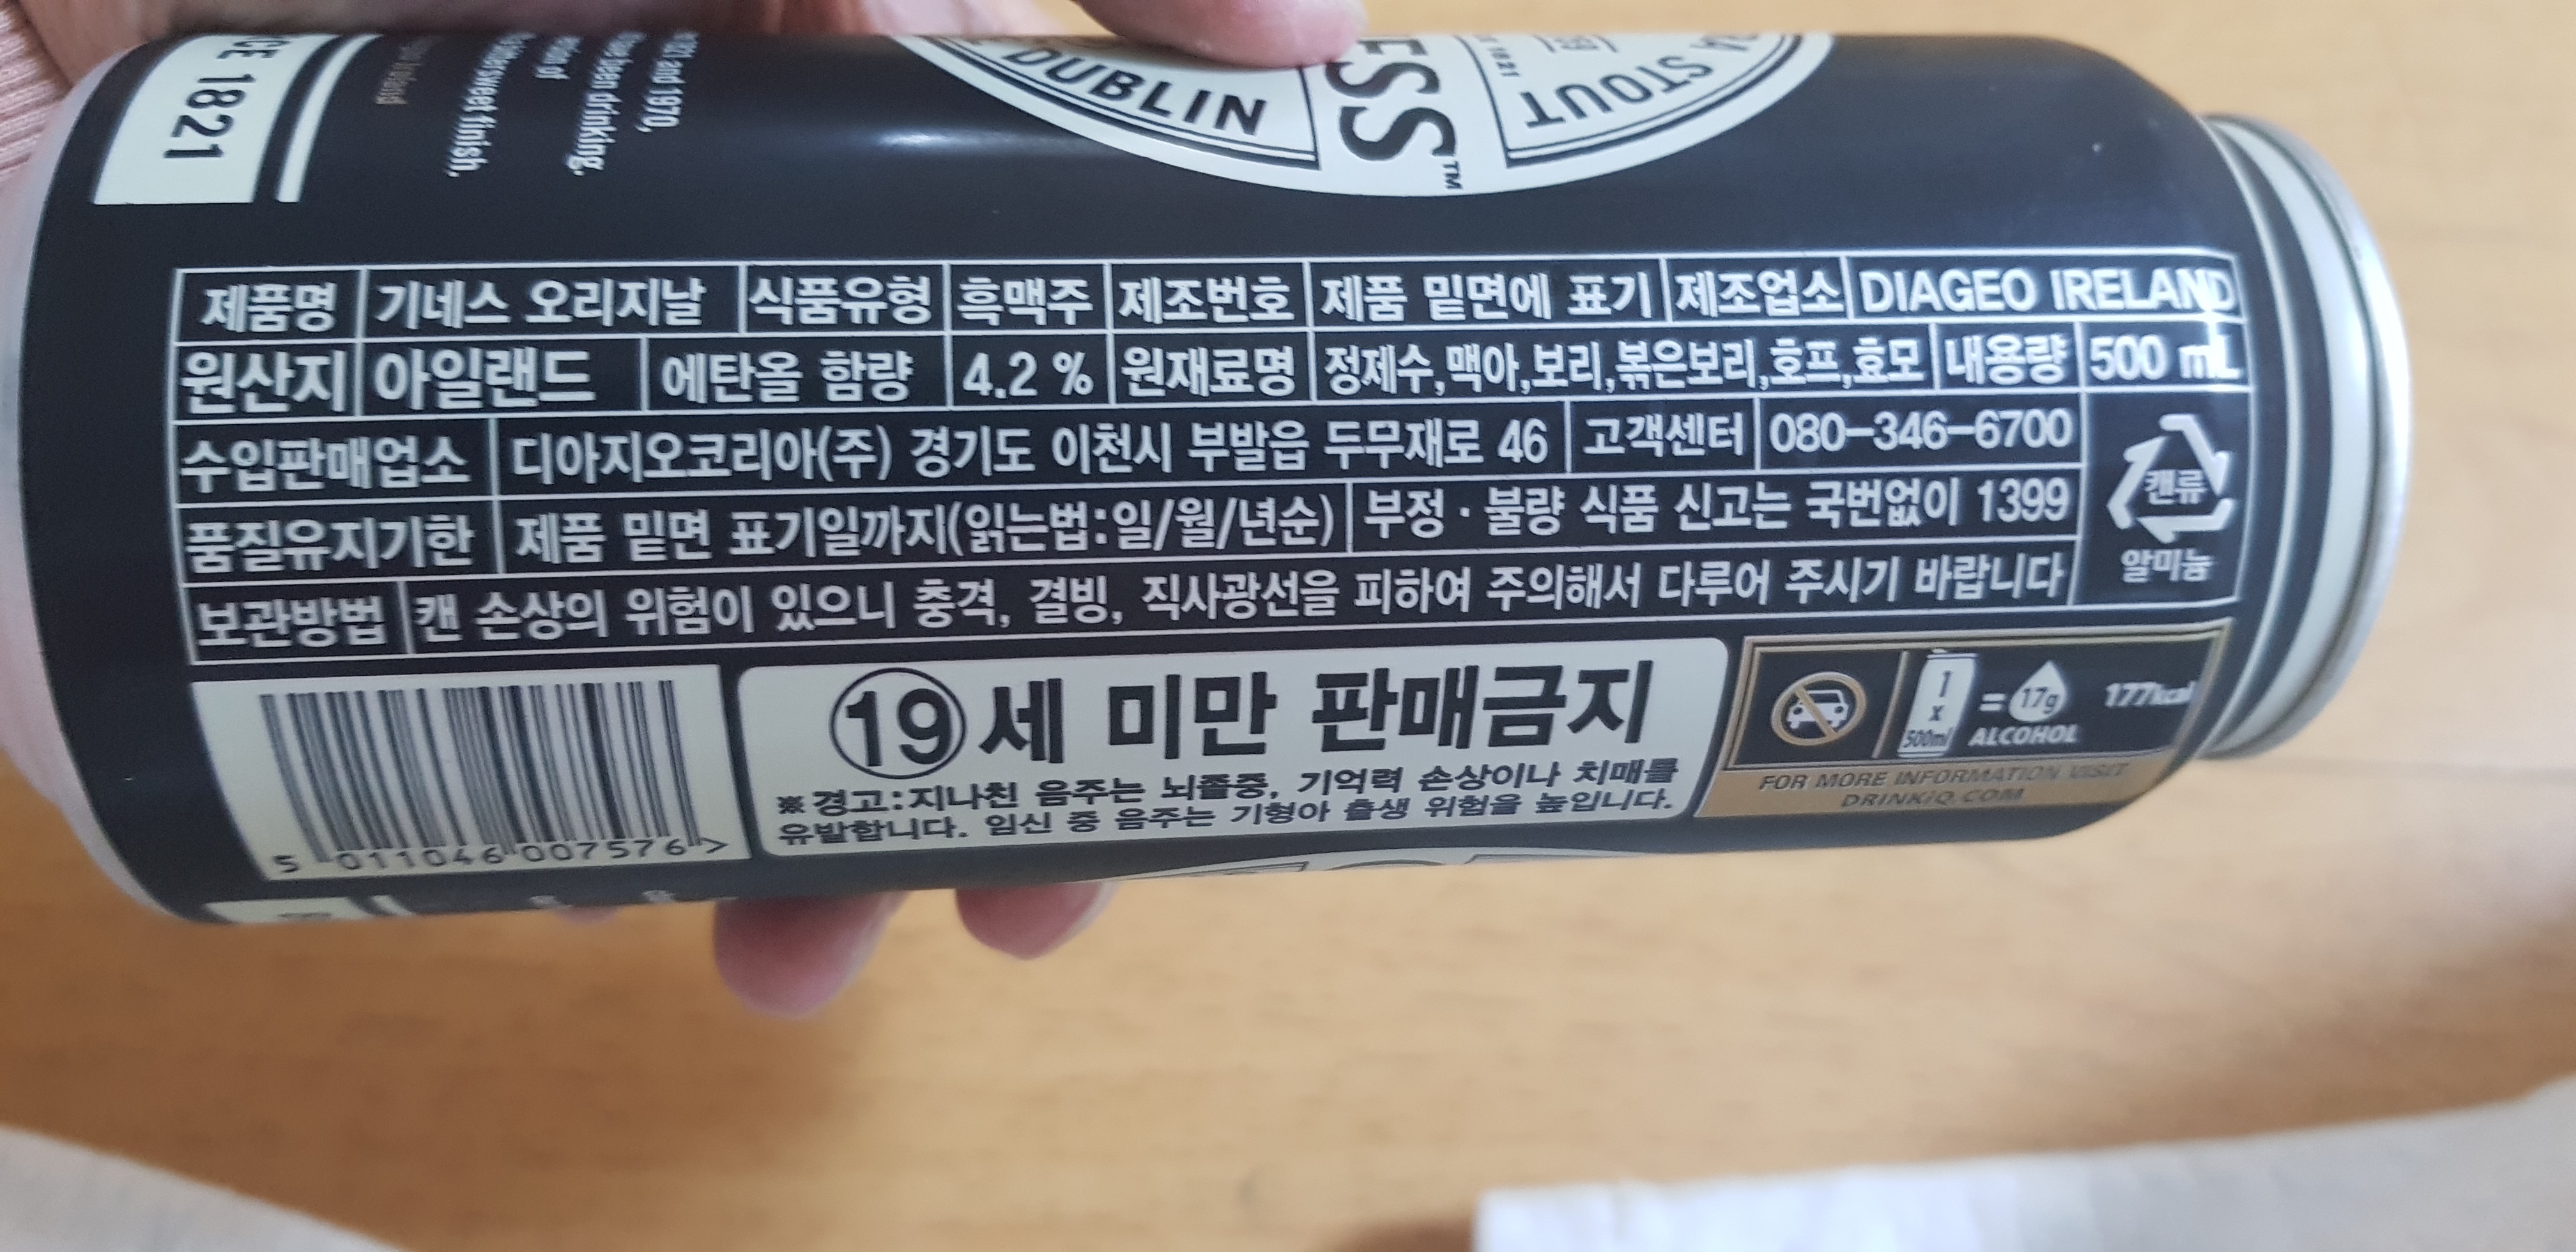 1821
and 1970,
been drinking,
finish,
DUBLIN
ESS™
STOUT
1821
제품명 기네스 오리지날 식품유형 흑맥주 제조번호 제품 밑면에 표기 제조업소 DIAGEO IRELAND
원산지 아일랜드 에탄올 함량 4.2 % 원재료명 정제수,맥아,보리,볶은보리,호프,효모 내용량 500 mL
수입판매업소 디아지오코리아(주) 경기도 이천시 부발읍 두무재로 46 고객센터 080-346-6700
품질유지기한 제품 밑면 표기일까지(읽는법:일/월/년순) 부정·불량 식품 신고는 국번없이 1399
보관방법 캔 손상의 위험이 있으니 충격, 결빙, 직사광선을 피하여 주의해서 다루어 주시기 바랍니다
캔류
알미늄
5 011046 007576 >
19세 미만 판매금지
※경고:지나친 음주는 뇌졸중, 기억력 손상이나 치매를
유발합니다. 임신 중 음주는 기형아 출생 위험을 높입니다.
1
x
500ml
=
17g
ALCOHOL
177kcal
FOR MORE INFORMATION VISIT
DRINKiQ.COM